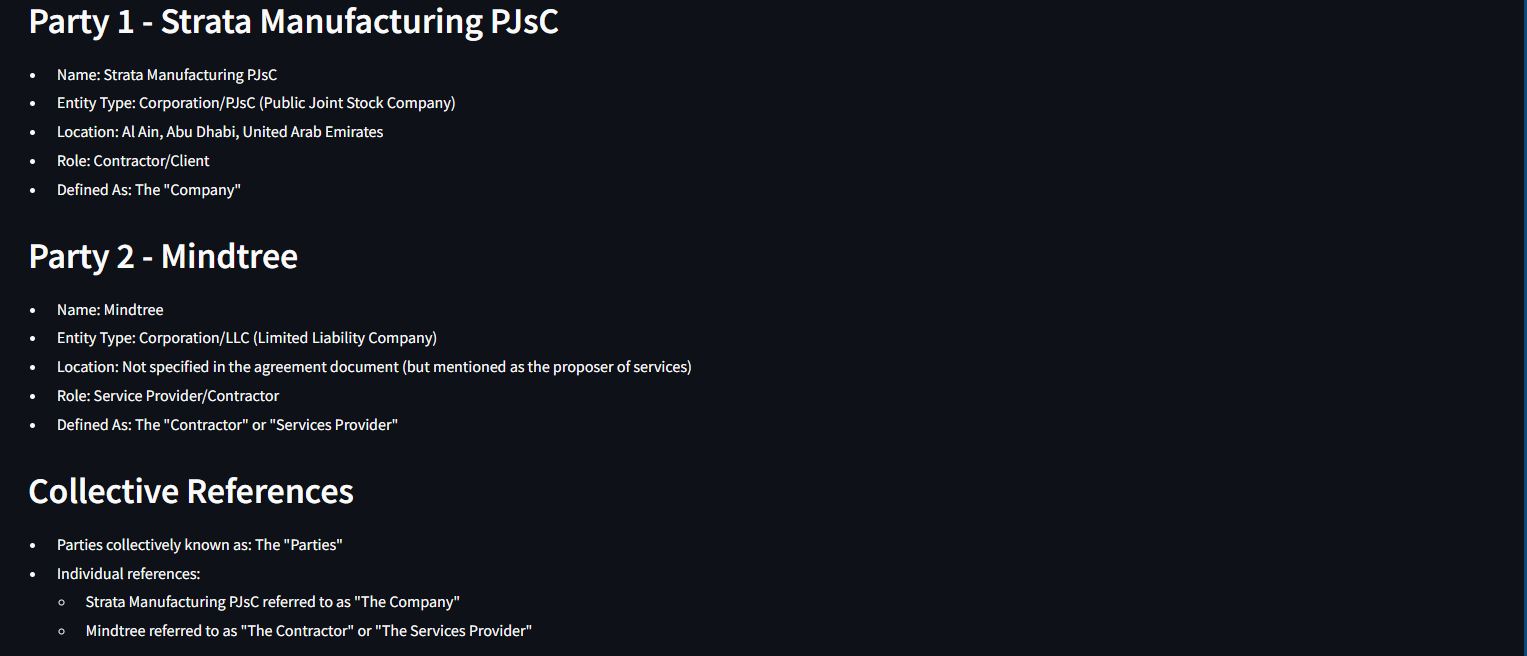 Party 1 - Strata Manufacturing PJsC
• Name: Strata Manufacturing PJsC
• Entity Type: Corporation/PJsC (Public Joint Stock Company)
• Location: Al Ain, Abu Dhabi, United Arab Emirates
• Role: Contractor/Client
• Defined As: The "Company"
Party 2 - Mindtree
• Name: Mindtree
• Entity Type: Corporation/LLC (Limited Liability Company)
• Location: Not specified in the agreement document (but mentioned as the proposer of services)
• Role: Service Provider/Contractor
• Defined As: The "Contractor" or "Services Provider"
Collective References
• Parties collectively known as: The "Parties"
• Individual references:
◦ Strata Manufacturing PJsC referred to as "The Company"
◦ Mindtree referred to as "The Contractor" or "The Services Provider"